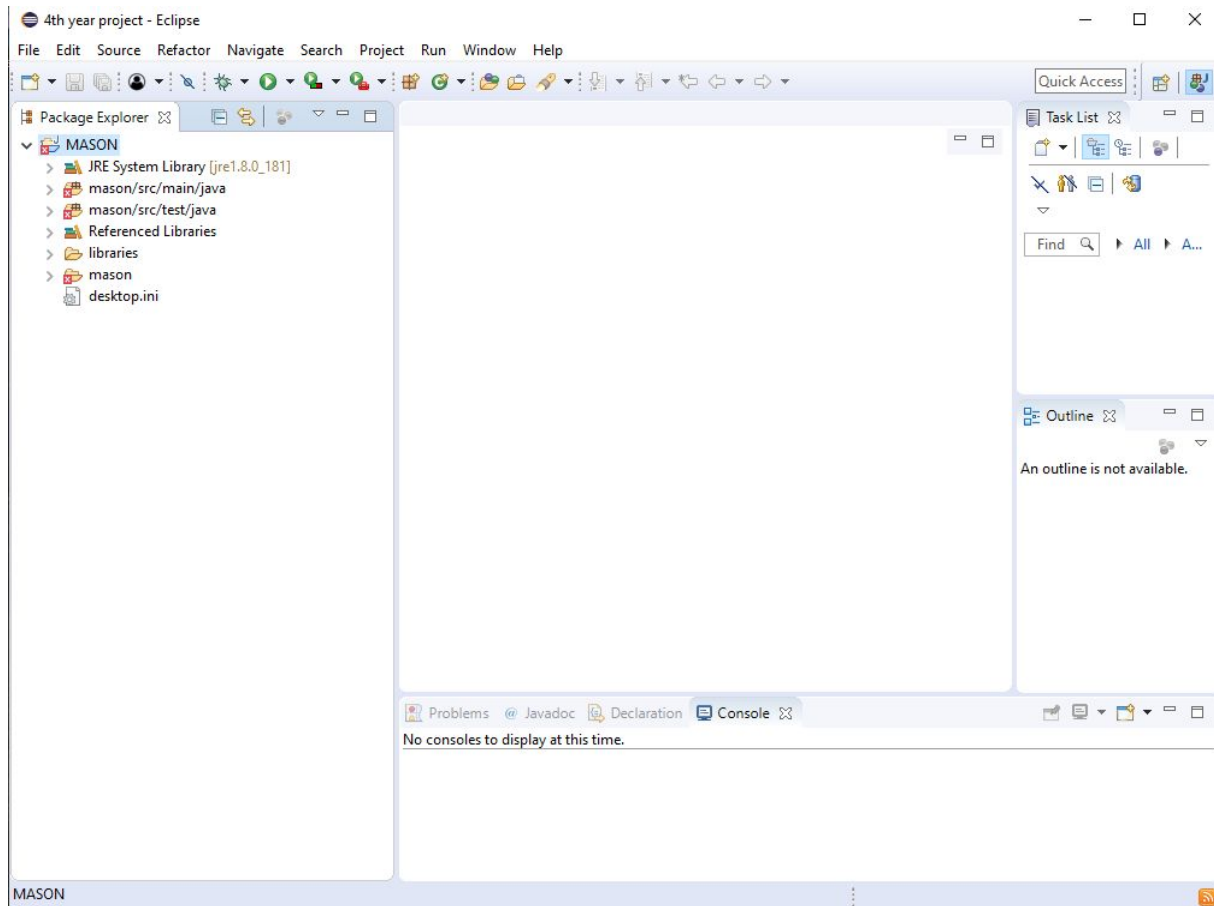 4th year project - Eclipse
File Edit Source Refactor Navigate Search Project Run Window Help
Quick Access
Package Explorer
MASON
JRE System Library [jre1.8.0_181]
mason/src/main/java
mason/src/test/java
Referenced Libraries
libraries
mason
desktop.ini
Task List
Find All A...
Outline
An outline is not available.
Problems @ Javadoc Declaration Console
No consoles to display at this time.
MASON